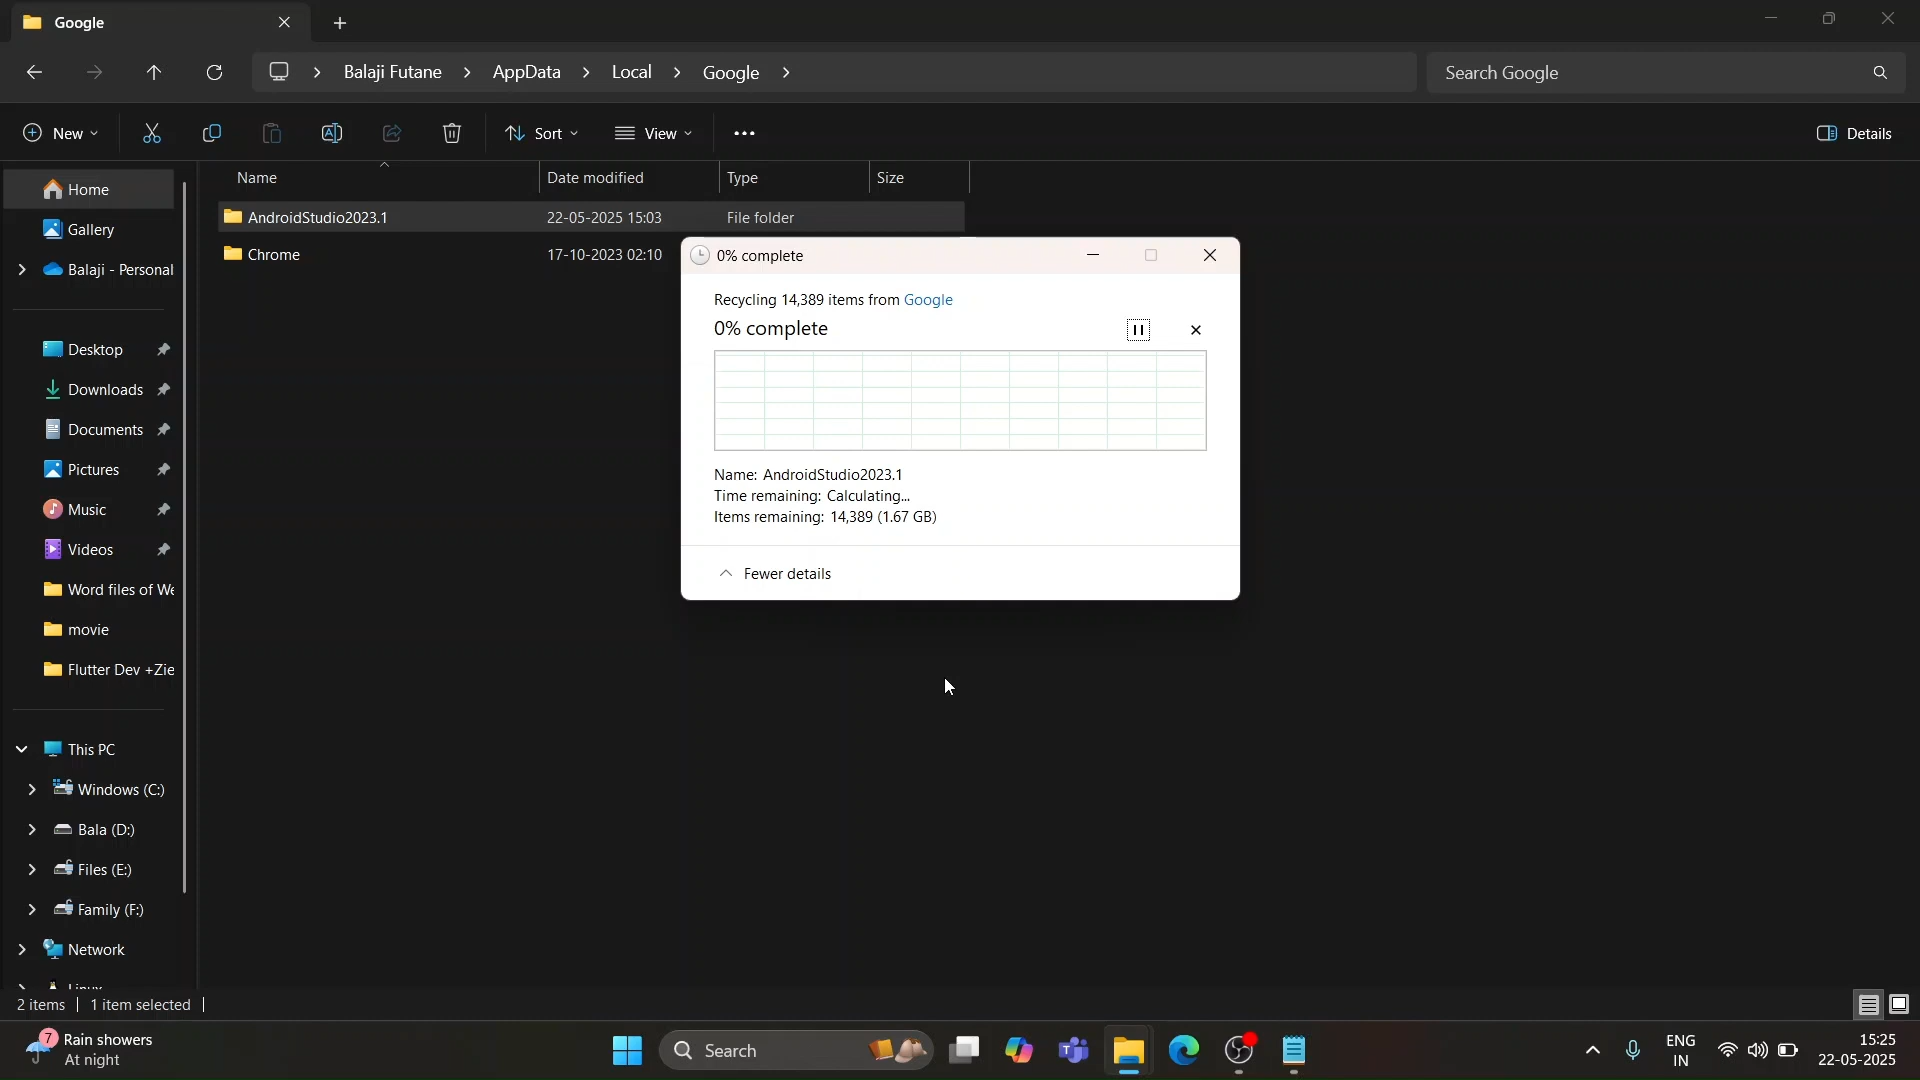 Google
Balaji Futane
AppData
Local
Google
Search Google
New
Sort
View
Details
Name
Date modified
Type
Size
Home
Gallery
Balaji - Personal
Desktop
Downloads
Documents
Pictures
Music
Videos
Word files of We
movie
Flutter Dev +Zie
This PC
Windows (C:)
Bala (D:)
Files (E:)
Family (F:)
Network
Linux
AndroidStudio2023.1 22-05-2025 15:03 File folder
Chrome 17-10-2023 02:10
0% complete
Recycling 14,389 items from Google
0% complete
Name: AndroidStudio2023.1
Time remaining: Calculating...
Items remaining: 14,389 (1.67 GB)
Fewer details
2 items
1 item selected
7
Rain showers
At night
Search
ENG
IN
15:25
22-05-2025